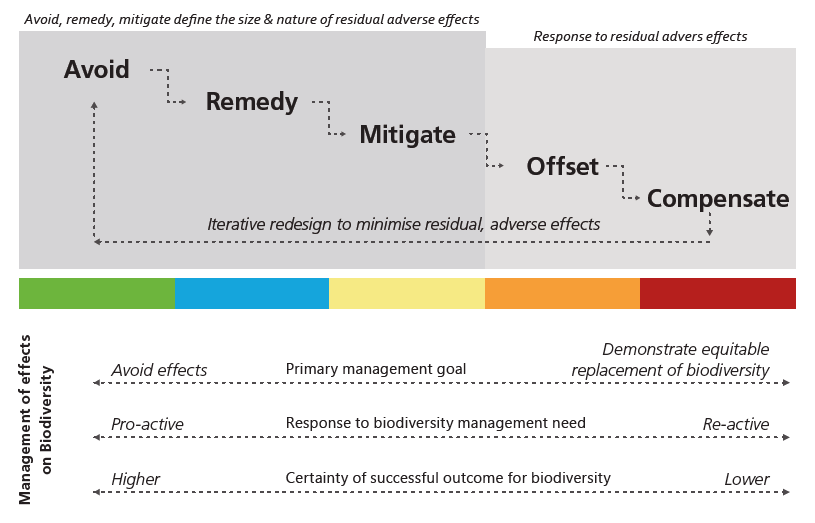 Avoid, remedy, mitigate define the size & nature of residual adverse effects
Response to residual advers effects
Avoid
Remedy
Mitigate
Offset
Compensate
Iterative redesign to minimise residual, adverse effects
Management of effects
on Biodiversity
Avoid effects
Primary management goal
Demonstrate equitable
replacement of biodiversity
Pro-active
Response to biodiversity management need
Re-active
Higher
Certainty of successful outcome for biodiversity
Lower